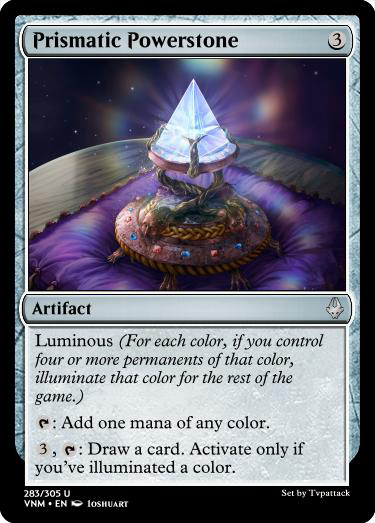 Prismatic Powerstone 3
Artifact
Luminous (For each color, if you control
four or more permanents of that color,
illuminate that color for the rest of the
game.)
: Add one mana of any color.
3, : Draw a card. Activate only if
you've illuminated a color.
283/305 U
VNM • EN Ioshuart
Set by Tvpattack